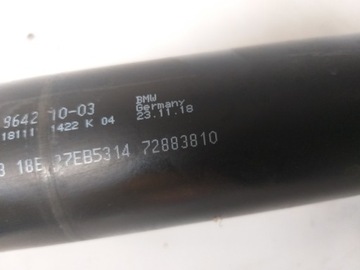 9642 10-03
18111 1422 K 04
BMW
Germany
23.11.18
18E 27EB5314 72883810